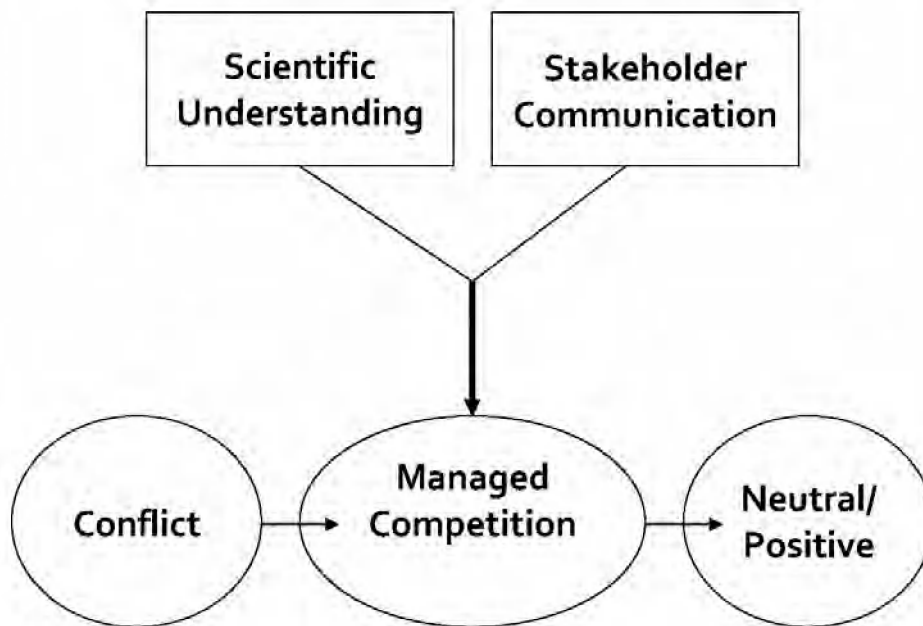 Scientific
Understanding
Stakeholder
Communication
Conflict
Managed
Competition
Neutral/
Positive